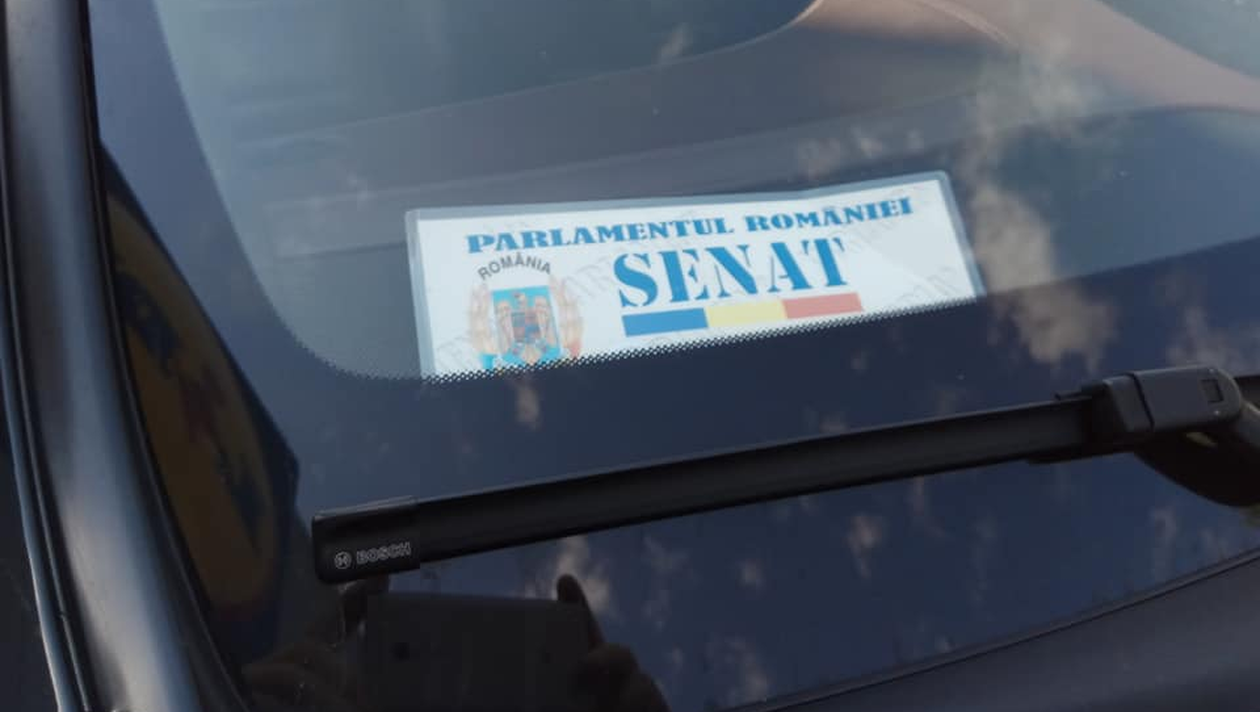 PARLAMENTUL ROMÂNIEI
SENAT
ROMÂNIA
BOSCH